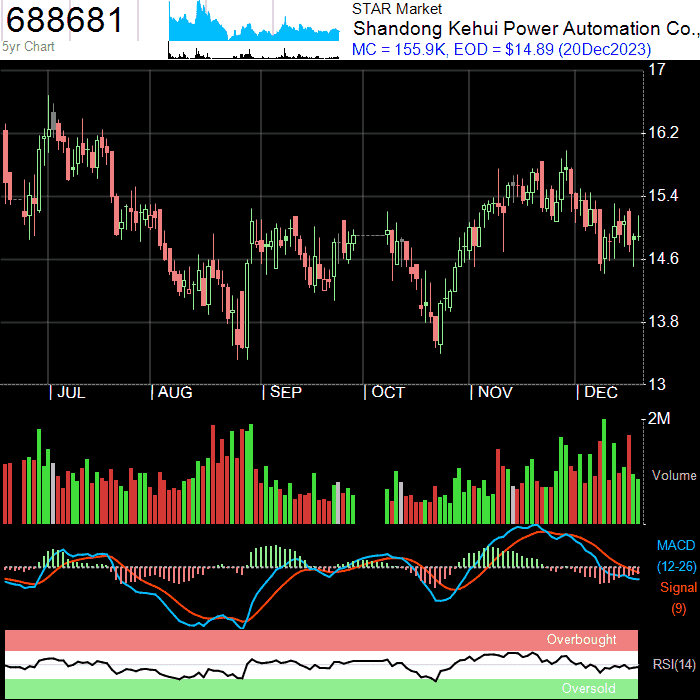 688681
5yr Chart
STAR Market
Shandong Kehui Power Automation Co.,
MC = 155.9K, EOD = $14.89 (20Dec2023)
17
16.2
15.4
14.6
13.8
13
| JUL | AUG | SEP | OCT | NOV | DEC
2M
Volume
MACD
(12-26)
Signal
(9)
Overbought
RSI(14)
Oversold